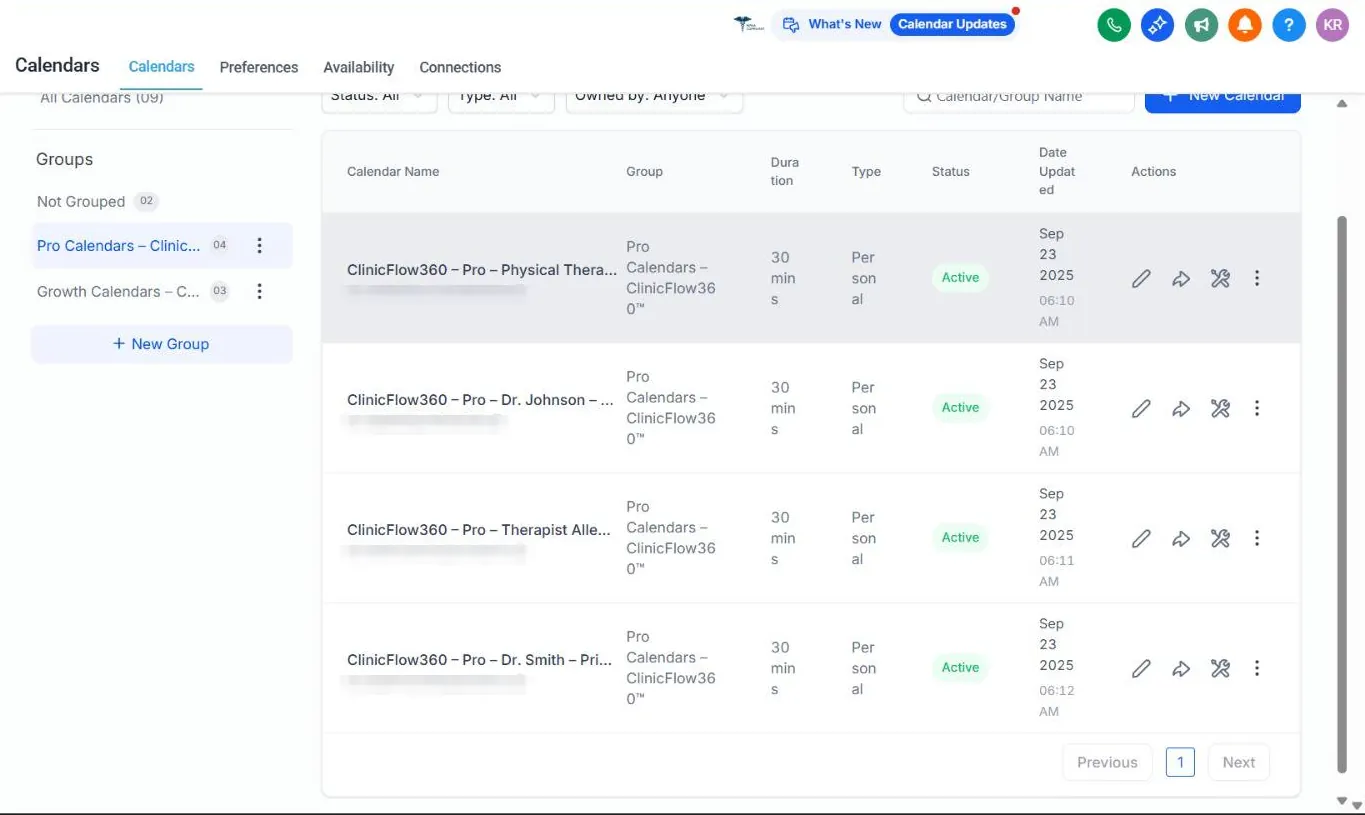 What's New
Calendar Updates
KR
Calendars
Calendars
Preferences
Availability
Connections
All Calendars (09)
Status: All
Type: All
Owned by: Anyone
Calendar/Group Name
+ New Calendar
Groups
Not Grouped 02
Pro Calendars – Clinic... 04
Growth Calendars – C... 03
+ New Group
Calendar Name
Group
Dura
tion
Type
Status
Date
Updat
ed
Actions
ClinicFlow360 – Pro – Physical Thera...
Pro
Calendars –
ClinicFlow36
0™
30
min
s
Per
son
al
Active
Sep
23
2025
06:10
AM
ClinicFlow360 – Pro – Dr. Johnson – ...
Pro
Calendars –
ClinicFlow36
0™
30
min
s
Per
son
al
Active
Sep
23
2025
06:10
AM
ClinicFlow360 – Pro – Therapist Alle...
Pro
Calendars –
ClinicFlow36
0™
30
min
s
Per
son
al
Active
Sep
23
2025
06:11
AM
ClinicFlow360 – Pro – Dr. Smith – Pri...
Pro
Calendars –
ClinicFlow36
0™
30
min
s
Per
son
al
Active
Sep
23
2025
06:12
AM
Previous
1
Next